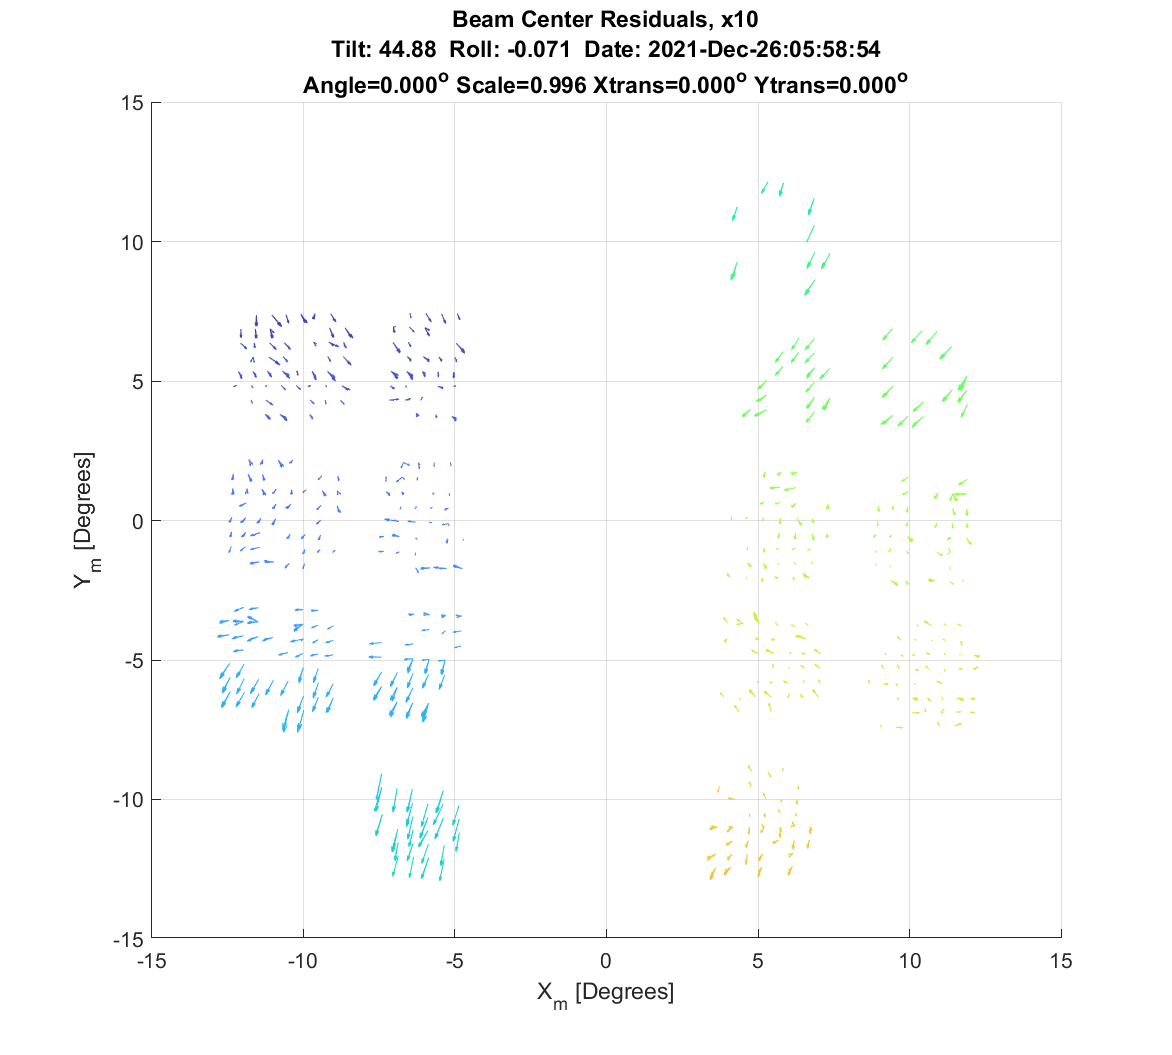 Beam Center Residuals, x10
Tilt: 44.88  Roll: -0.071  Date: 2021-Dec-26:05:58:54
Angle=0.000° Scale=0.996 Xtrans=0.000° Ytrans=0.000°
15
10
5
0
-5
-10
-15
Y_m [Degrees]
-15 -10 -5 0 5 10 15
X_m [Degrees]